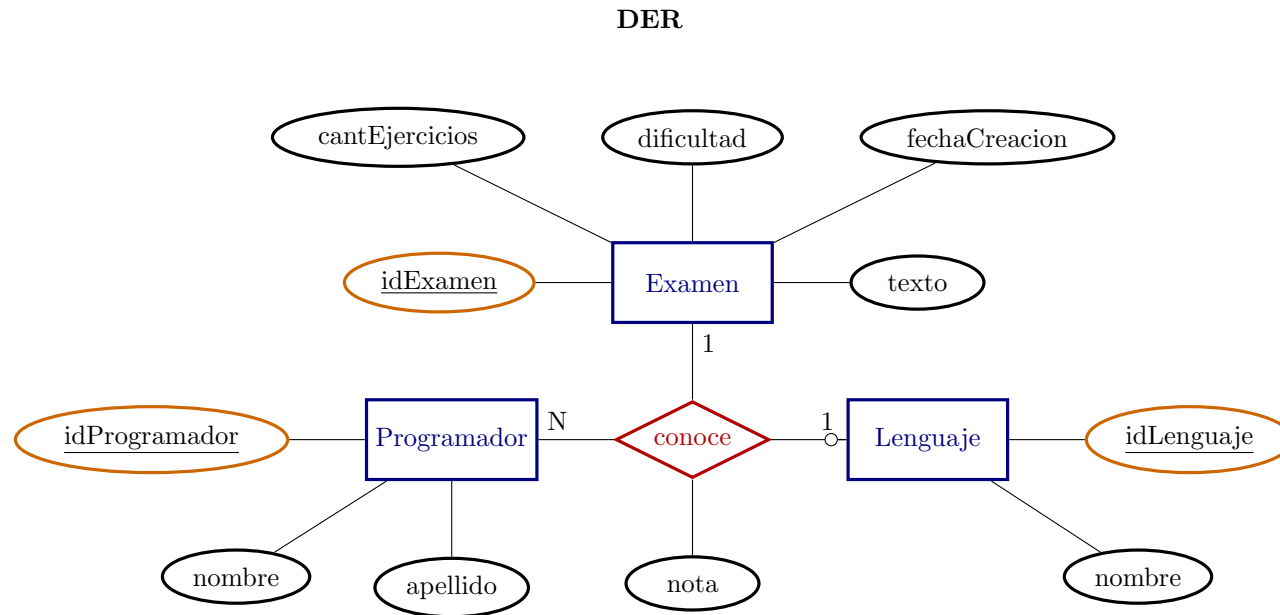 DER
cantEjercicios
dificultad
fechaCreacion
idExamen
Examen
texto
1
idProgramador
Programador
N
conoce
1
Lenguaje
idLenguaje
nombre
apellido
nota
nombre